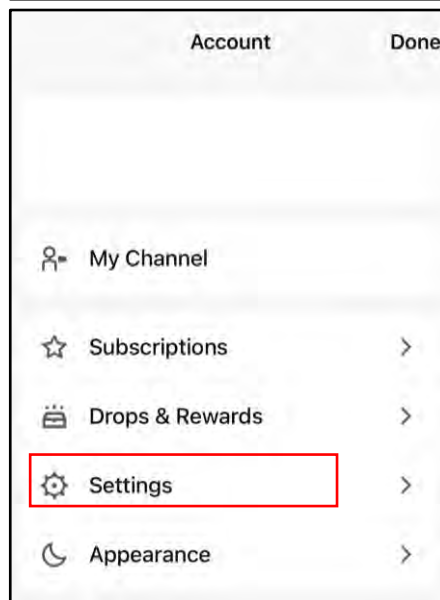 Account Done
My Channel
Subscriptions
Drops & Rewards
Settings
Appearance